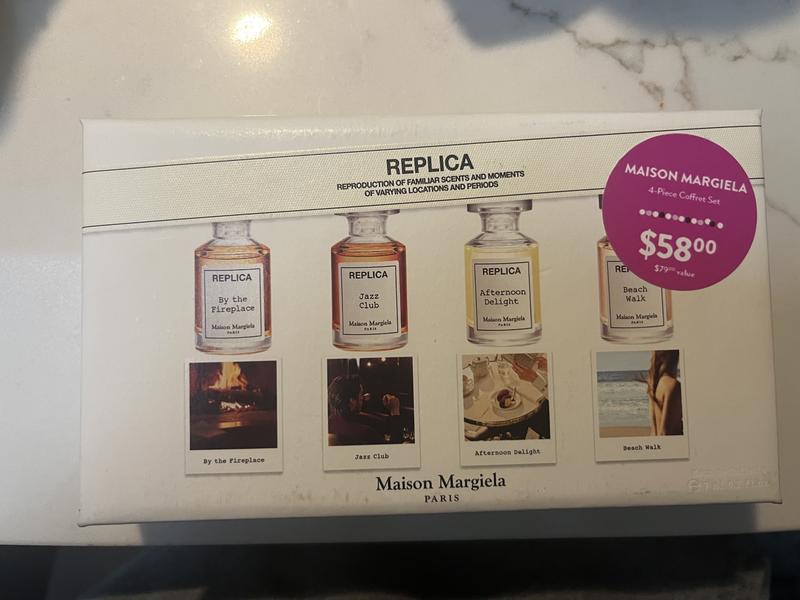 REPLICA
REPRODUCTION OF FAMILIAR SCENTS AND MOMENTS
OF VARYING LOCATIONS AND PERIODS
MAISON MARGIELA
4-Piece Coffret Set
$58⁰⁰
$79⁰⁰ value
REPLICA
By the
Fireplace
Maison Margiela
PARIS
REPLICA
Jazz
Club
Maison Margiela
PARIS
REPLICA
Afternoon
Delight
Maison Margiela
PARIS
Beach
Walk
Maison Margiela
PARIS
By the Fireplace
Jazz Club
Afternoon Delight
Beach Walk
Maison Margiela
PARIS